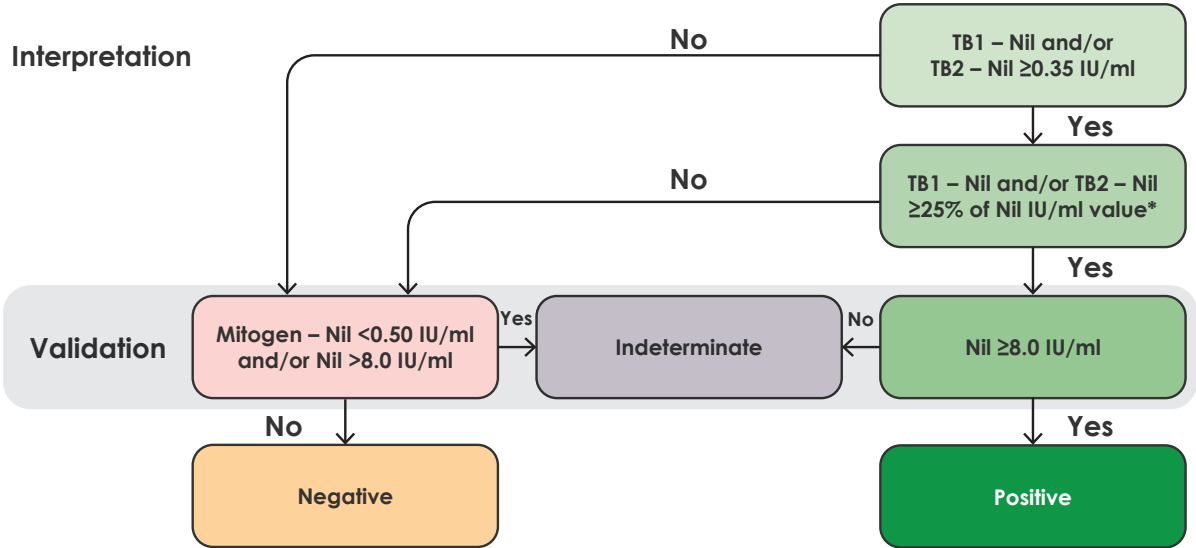 Interpretation
No
TB1 – Nil and/or
TB2 – Nil ≥0.35 IU/ml
Yes
No
TB1 – Nil and/or TB2 – Nil
≥25% of Nil IU/ml value*
Yes
Validation
Mitogen – Nil <0.50 IU/ml
and/or Nil >8.0 IU/ml
Yes
Indeterminate
No
Nil ≥8.0 IU/ml
No
Yes
Negative
Positive